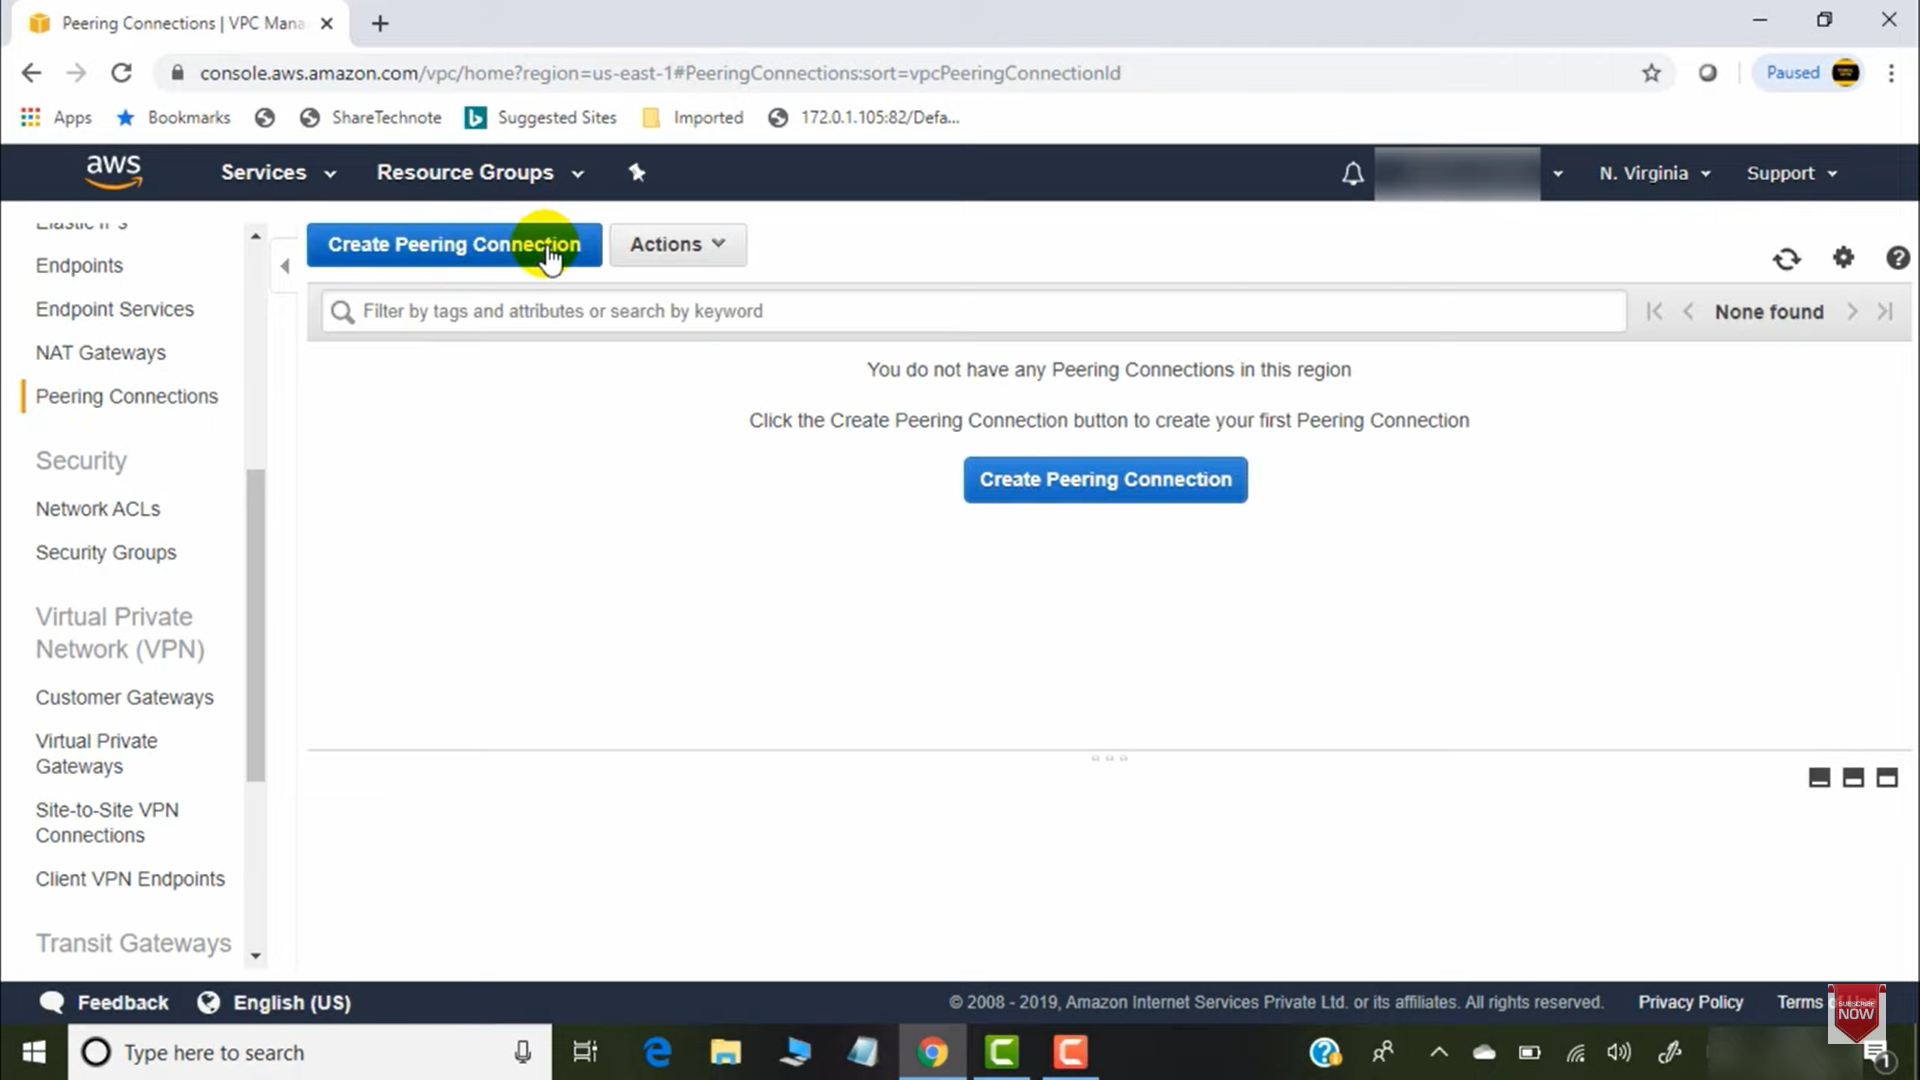 Peering Connections | VPC Mana
console.aws.amazon.com/vpc/home?region=us-east-1#PeeringConnections:sort=vpcPeeringConnectionId
Paused
Apps
Bookmarks
ShareTechnote
Suggested Sites
Imported
172.0.1.105:82/Defa...
aws
Services
Resource Groups
N. Virginia
Support
Elastic IPs
Endpoints
Endpoint Services
NAT Gateways
Peering Connections
Security
Network ACLs
Security Groups
Virtual Private
Network (VPN)
Customer Gateways
Virtual Private
Gateways
Site-to-Site VPN
Connections
Client VPN Endpoints
Transit Gateways
Create Peering Connection
Actions
Filter by tags and attributes or search by keyword
None found
You do not have any Peering Connections in this region
Click the Create Peering Connection button to create your first Peering Connection
Create Peering Connection
Feedback
English (US)
© 2008 - 2019, Amazon Internet Services Private Ltd. or its affiliates. All rights reserved.
Privacy Policy
Terms
SUBSCRIBE
NOW
Type here to search
1